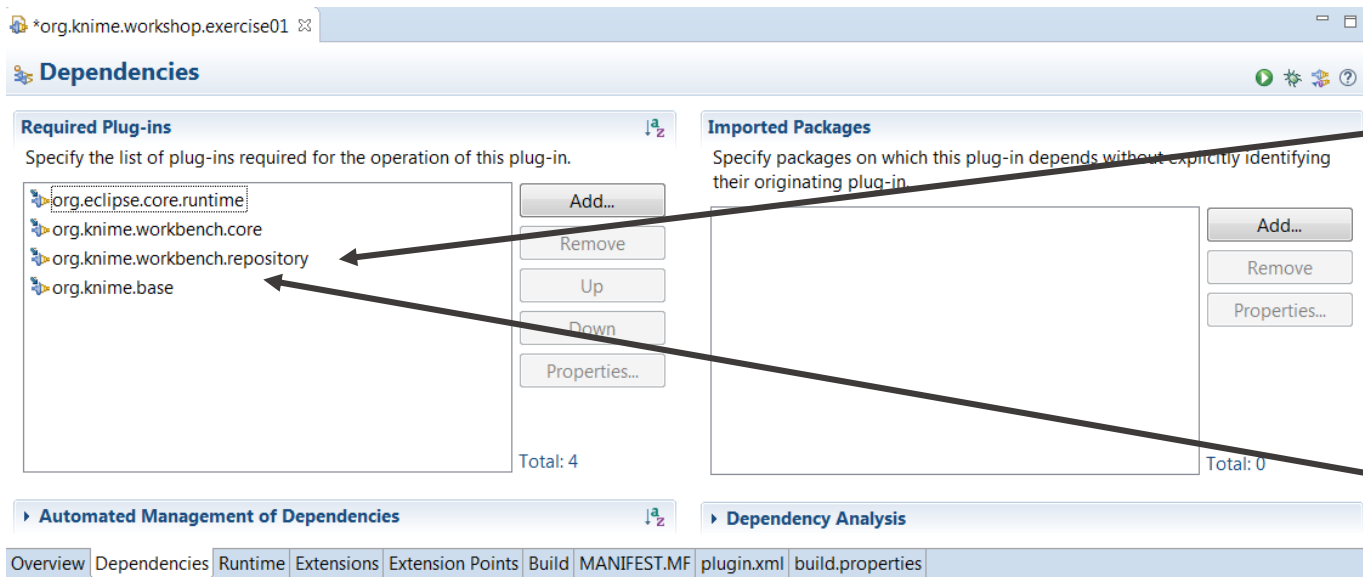 *org.knime.workshop.exercise01
Dependencies
Required Plug-ins
Specify the list of plug-ins required for the operation of this plug-in.
org.eclipse.core.runtime
org.knime.workbench.core
org.knime.workbench.repository
org.knime.base
Add...
Remove
Up
Down
Properties...
Total: 4
Imported Packages
Specify packages on which this plug-in depends without explicitly identifying
their originating plug-in.
Add...
Remove
Properties...
Total: 0
Automated Management of Dependencies
Dependency Analysis
Overview Dependencies Runtime Extensions Extension Points Build MANIFEST.MF plugin.xml build.properties